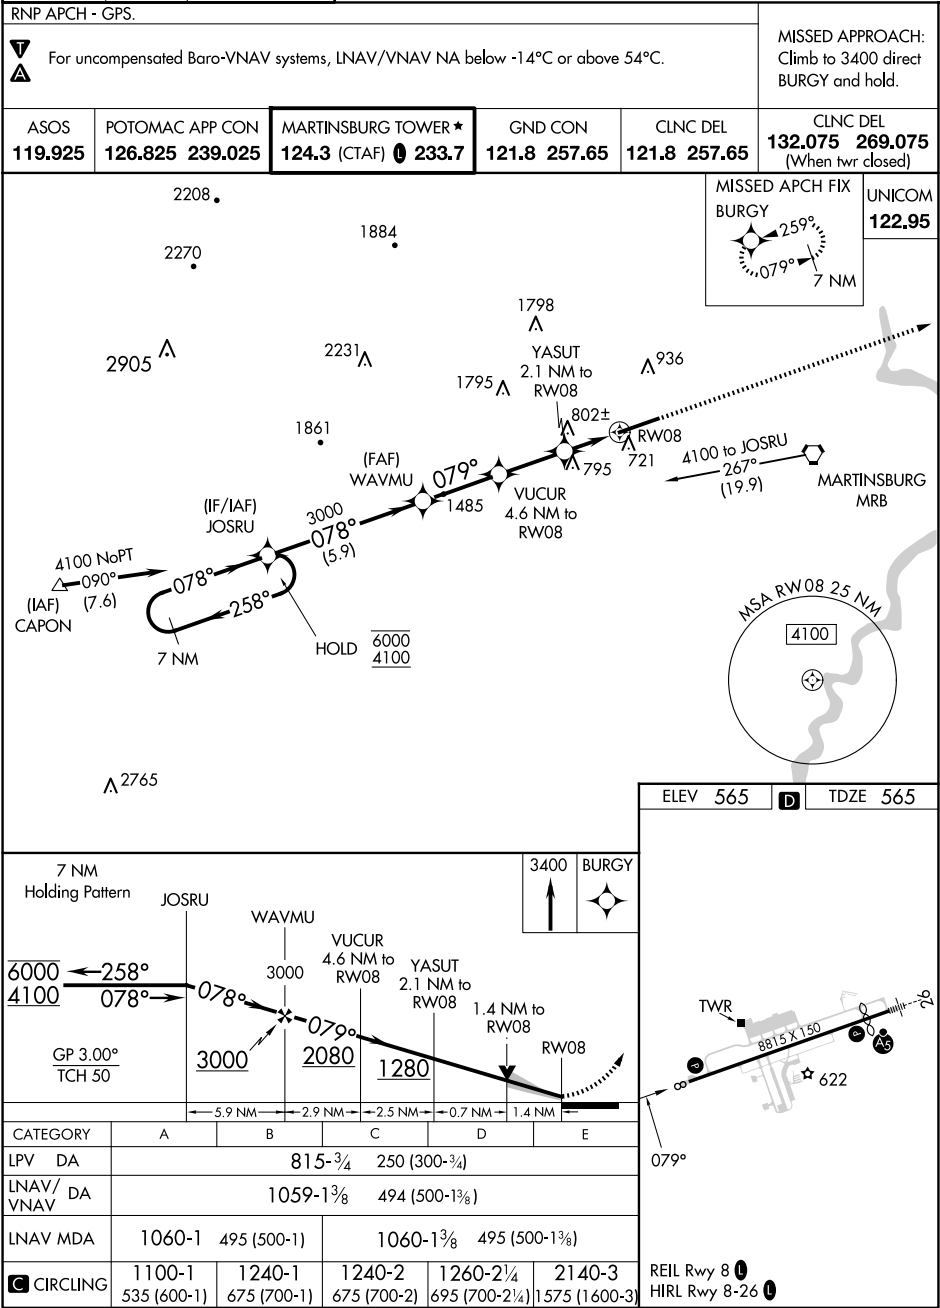 RNP APCH - GPS.
T
A
For uncompensated Baro-VNAV systems, LNAV/VNAV NA below -14°C or above 54°C.
MISSED APPROACH:
Climb to 3400 direct
BURGY and hold.
ASOS
119.925
POTOMAC APP CON
126.825 239.025
MARTINSBURG TOWER★
124.3 (CTAF) L 233.7
GND CON
121.8 257.65
CLNC DEL
121.8 257.65
CLNC DEL
132.075 269.075
(When twr closed)
UNICOM
122.95
MISSED APCH FIX
BURGY
259°
079°
7 NM
2208
2270
1884
2905
2231
1798
1795
YASUT
2.1 NM to
RW08
936
802±
RW08
721
795
1861
(FAF)
WAVMU
079°
1485
VUCUR
4.6 NM to
RW08
4100 to JOSRU
267°
(19.9)
MARTINSBURG
MRB
(IF/IAF)
JOSRU
3000
078°
(5.9)
4100 NoPT
090°
(7.6)
(IAF)
CAPON
078°
258°
7 NM
HOLD
6000
4100
MSA RW08 25 NM
4100
2765
ELEV 565
D
TDZE 565
7 NM
Holding Pattern
JOSRU
WAVMU
VUCUR
4.6 NM to
RW08
YASUT
2.1 NM to
RW08
1.4 NM to
RW08
RW08
3400
BURGY
6000
4100
258°
078°
078°
3000
3000
079°
2080
1280
GP 3.00°
TCH 50
5.9 NM
2.9 NM
2.5 NM
0.7 NM
1.4 NM
TWR
8815 X 150
26
P
P
A5
622
079°
REIL Rwy 8 L
HIRL Rwy 8-26 L
CATEGORY A B C D E
LPV DA 815-¾ 250 (300-¾)
LNAV/
VNAV DA 1059-1⅜ 494 (500-1⅜)
LNAV MDA 1060-1 495 (500-1) 1060-1⅜ 495 (500-1⅜)
C CIRCLING
1100-1
535 (600-1)
1240-1
675 (700-1)
1240-2
675 (700-2)
1260-2¼
695 (700-2¼)
2140-3
1575 (1600-3)